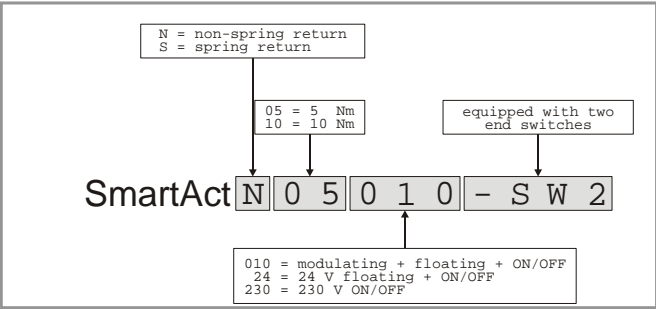 N = non-spring return
S = spring return
05 = 5 Nm
10 = 10 Nm
equipped with two
end switches
SmartAct N 0 5 0 1 0 - S W 2
010 = modulating + floating + ON/OFF
24 = 24 V floating + ON/OFF
230 = 230 V ON/OFF